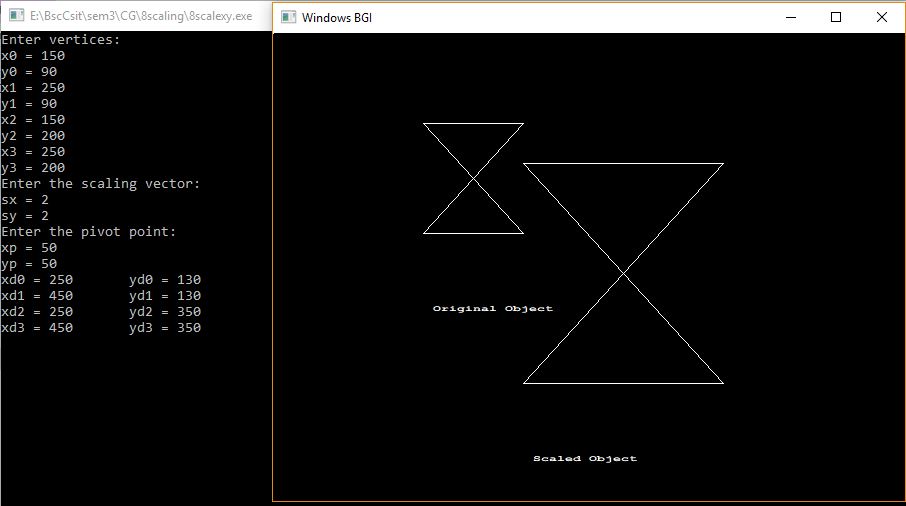 E:\BscCsit\sem3\CG\8scaling\8scalexy.exe
Enter vertices:
x0 = 150
y0 = 90
x1 = 250
y1 = 90
x2 = 150
y2 = 200
x3 = 250
y3 = 200
Enter the scaling vector:
sx = 2
sy = 2
Enter the pivot point:
xp = 50
yp = 50
xd0 = 250 yd0 = 130
xd1 = 450 yd1 = 130
xd2 = 250 yd2 = 350
xd3 = 450 yd3 = 350
Windows BGI
Original Object
Scaled Object